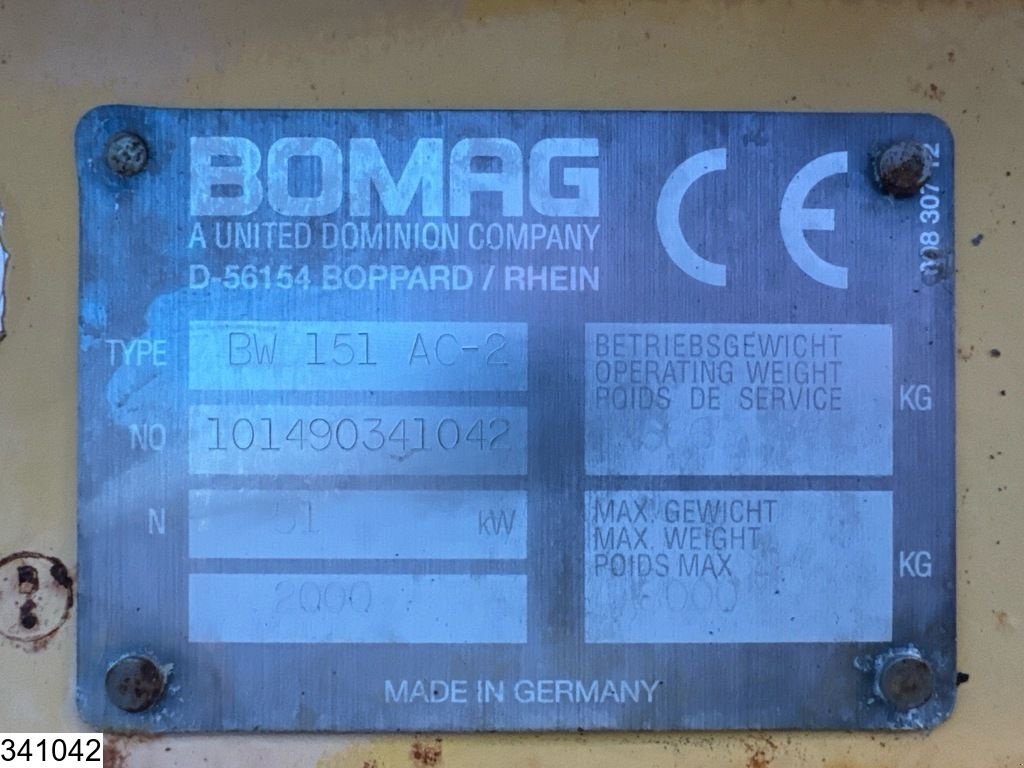 BOMAG
A UNITED DOMINION COMPANY
D-56154 BOPPARD / RHEIN
CE
TYPE BW 151 AC-2
NO 101490341042
N 51 kW
2000
BETRIEBSGEWICHT
OPERATING WEIGHT
POIDS DE SERVICE
KG
MAX. GEWICHT
MAX. WEIGHT
POIDS MAX
KG
MADE IN GERMANY
341042